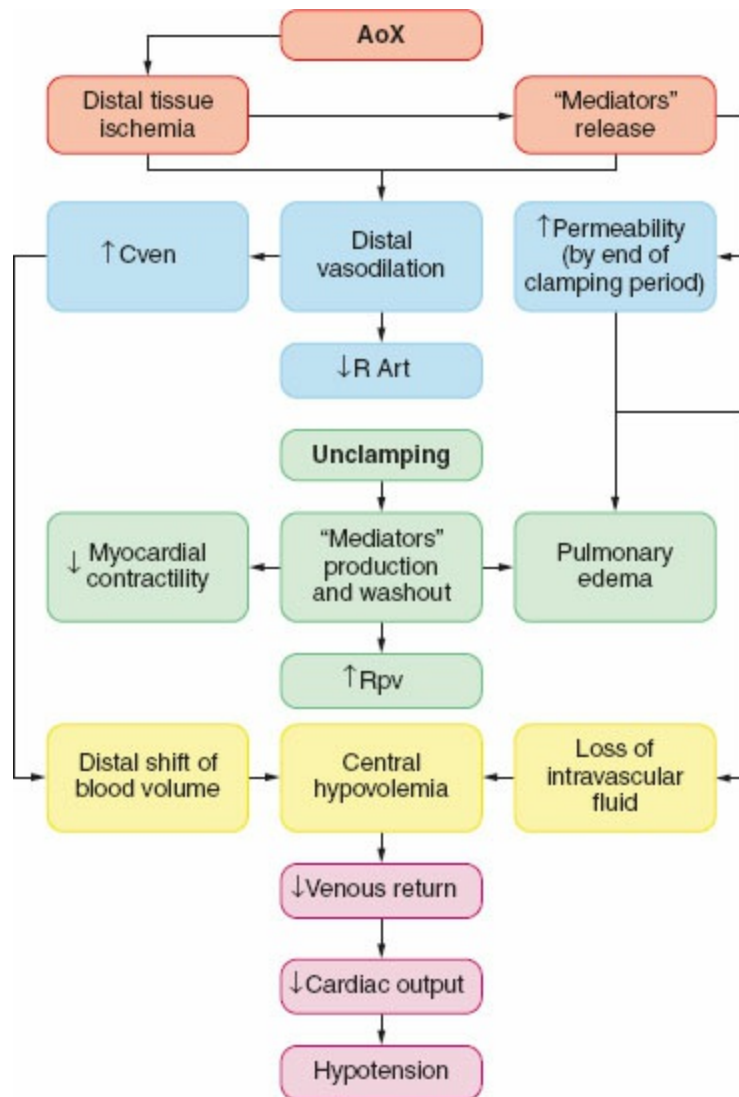 AoX
Distal tissue
ischemia
“Mediators”
release
↑Cven
Distal
vasodilation
↑Permeability
(by end of
clamping period)
↓R Art
Unclamping
↓ Myocardial
contractility
“Mediators”
production
and washout
Pulmonary
edema
↑Rpv
Distal shift of
blood volume
Central
hypovolemia
Loss of
intravascular
fluid
↓Venous return
↓Cardiac output
Hypotension